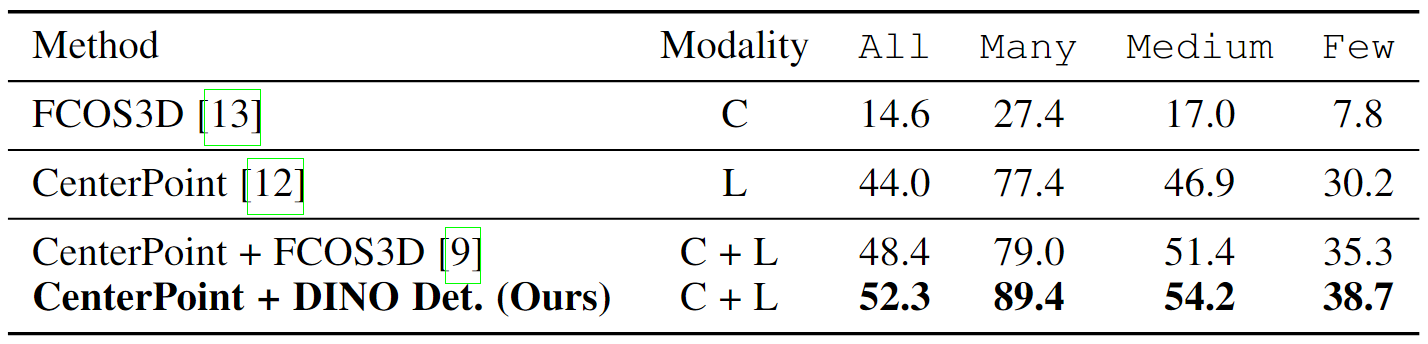 Method Modality All Many Medium Few
FCOS3D [13] C 14.6 27.4 17.0 7.8
CenterPoint [12] L 44.0 77.4 46.9 30.2
CenterPoint + FCOS3D [9] C + L 48.4 79.0 51.4 35.3
CenterPoint + DINO Det. (Ours) C + L 52.3 89.4 54.2 38.7